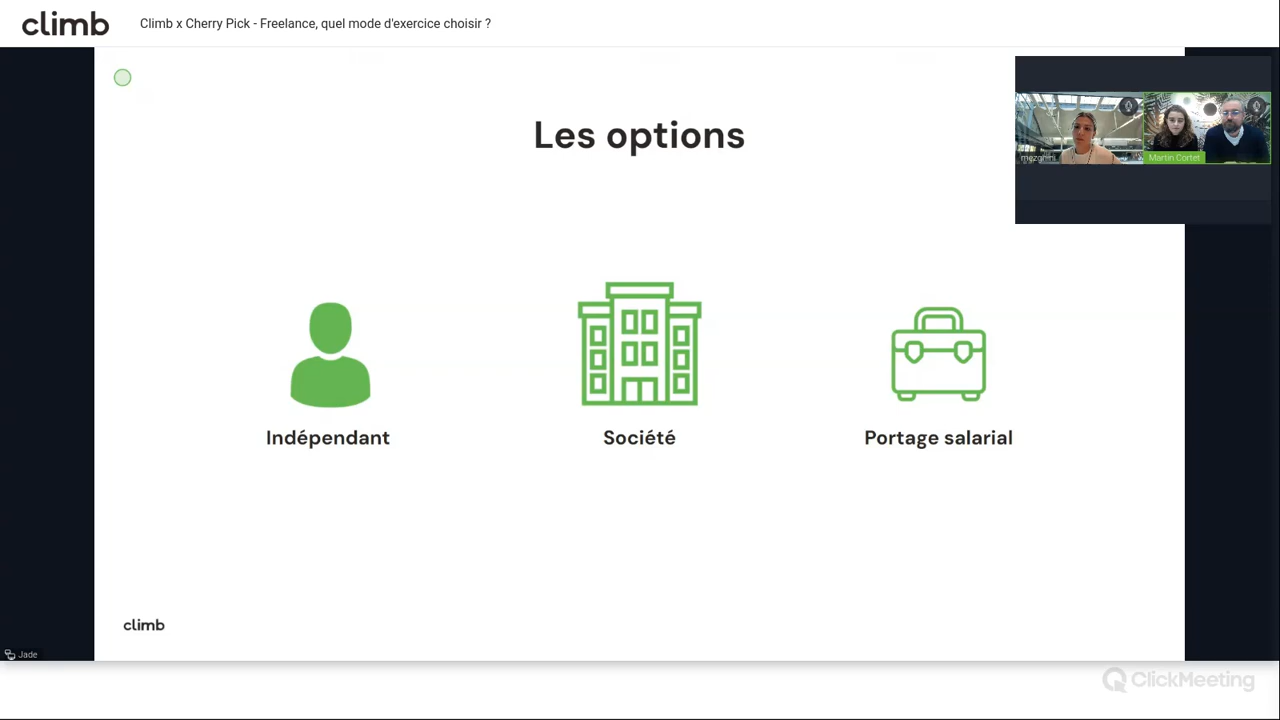 climb
Climb x Cherry Pick - Freelance, quel mode d'exercice choisir ?
Les options
Martin Cortet
Indépendant
Société
Portage salarial
climb
Jade
ClickMeeting